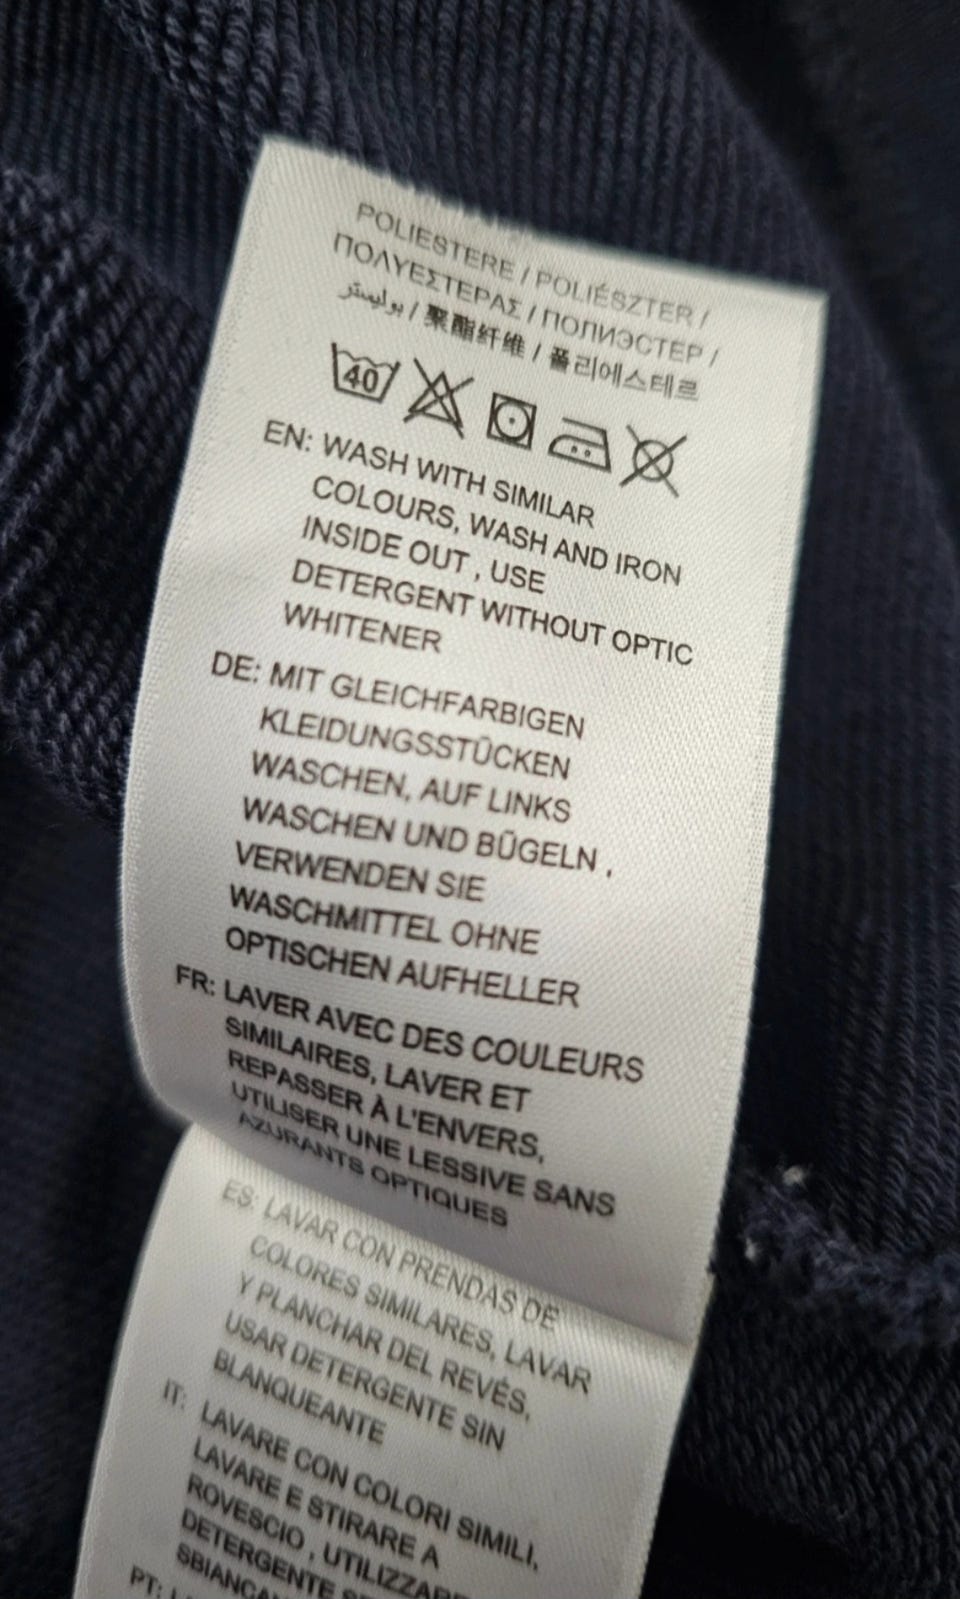 POLIESTERE / POLIÉSZTER /
ΠΟΛΥΕΣΤΕΡΑΣ / ПОЛИЭСТЕР /
بوليستر / 聚酯纤维 / 폴리에스테르
40
EN: WASH WITH SIMILAR
COLOURS, WASH AND IRON
INSIDE OUT , USE
DETERGENT WITHOUT OPTIC
WHITENER
DE: MIT GLEICHFARBIGEN
KLEIDUNGSSTÜCKEN
WASCHEN, AUF LINKS
WASCHEN UND BÜGELN ,
VERWENDEN SIE
WASCHMITTEL OHNE
OPTISCHEN AUFHELLER
FR: LAVER AVEC DES COULEURS
SIMILAIRES, LAVER ET
REPASSER À L'ENVERS,
UTILISER UNE LESSIVE SANS
AZURANTS OPTIQUES
ES: LAVAR CON PRENDAS DE
COLORES SIMILARES, LAVAR
Y PLANCHAR DEL REVÉS,
USAR DETERGENTE SIN
BLANQUEANTE
IT: LAVARE CON COLORI SIMILI,
LAVARE E STIRARE A
ROVESCIO , UTILIZZARE
DETERGENTE
PT: